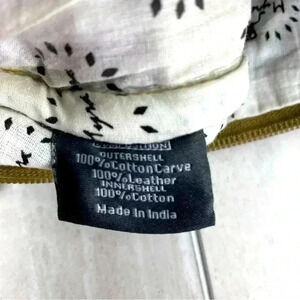 OUTERSHELL
100%CottonCarve
100%Leather
INNERSHELL
100%Cotton
Made In India